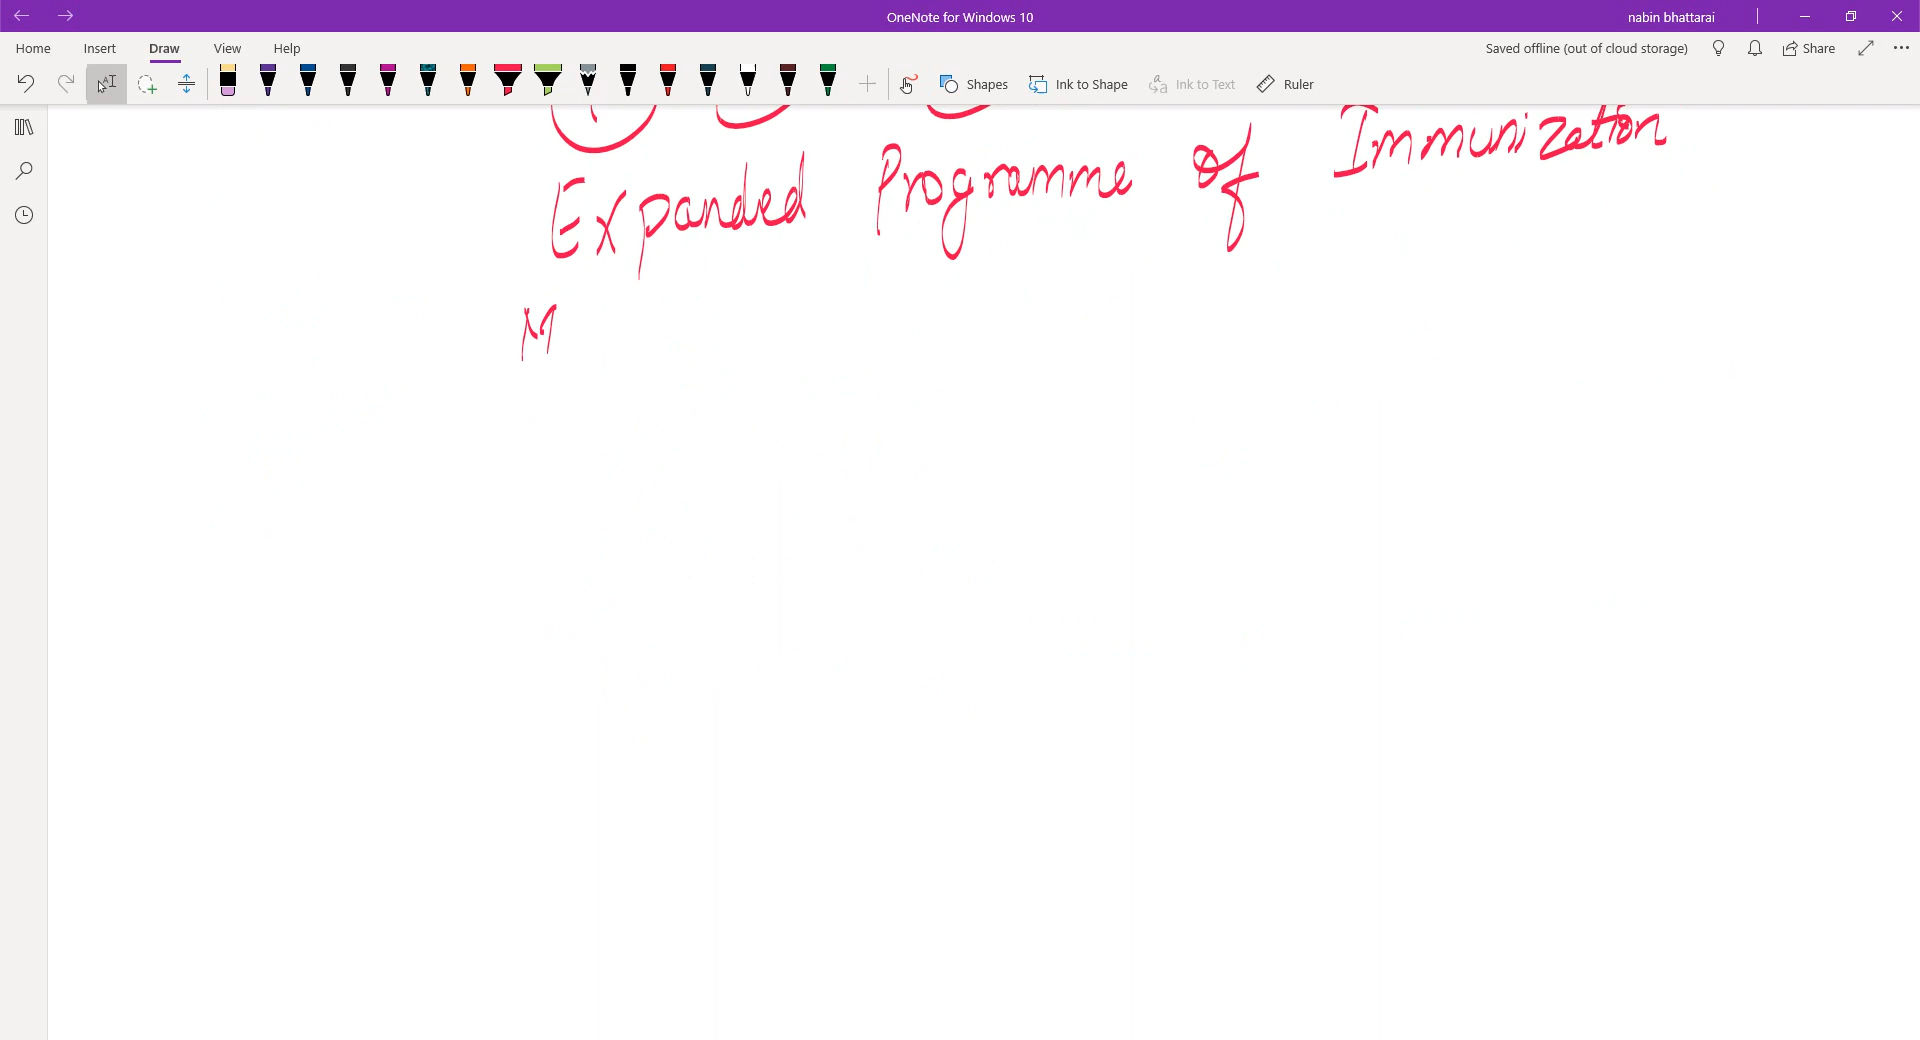 OneNote for Windows 10
nabin bhattarai
Home Insert Draw View Help
Saved offline (out of cloud storage)
Share
Shapes
Ink to Shape
Ink to Text
Ruler
Expanded Programme of Immunization
M